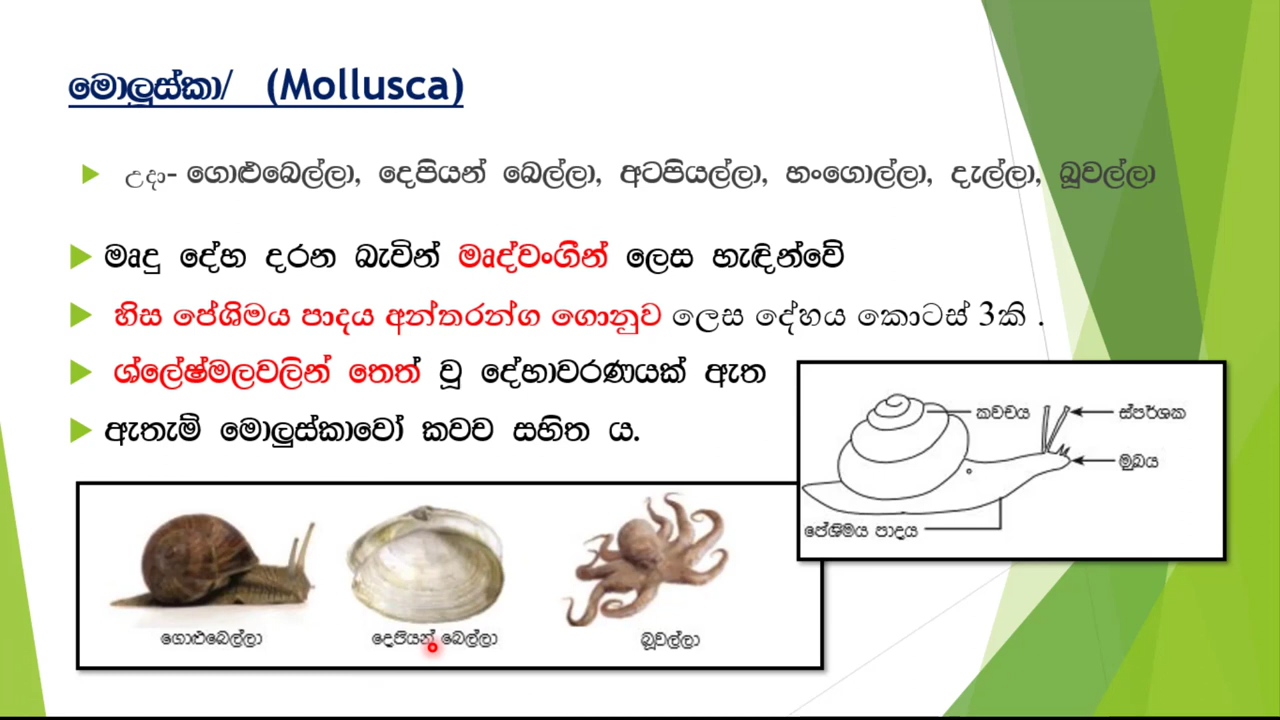 මොලුස්කා/ (Mollusca)
උදා- ගොළුබෙල්ලා, දෙපියන් බෙල්ලා, අටපියල්ලා, හංගොල්ලා, දැල්ලා, බූවල්ලා
මෘදු දේහ දරන බැවින් මෘද්වංගීන් ලෙස හැඳින්වේ
හිස පේශිමය පාදය අන්තරන්ග ගොනුව ලෙස දේහය කොටස් 3කි .
ශ්ලේෂ්මලවලින් තෙත් වූ දේහාවරණයක් ඇත
ඇතැම් මොලුස්කාවෝ කවච සහිත ය.
කවචය
ස්පර්ශක
මුඛය
පේශිමය පාදය
ගොළුබෙල්ලා
දෙපියන් බෙල්ලා
බූවල්ලා